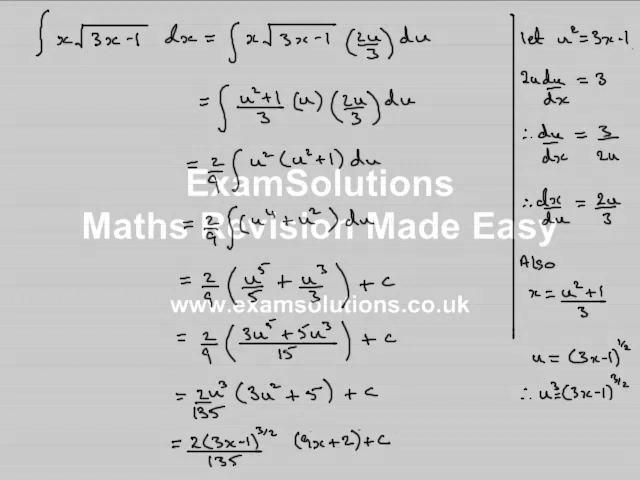 ∫ x√(3x-1) dx = ∫ x√(3x-1) (2u/3) du
= ∫ (u²+1)/3 (u) (2u/3) du
= 2/9 ∫ u² (u²+1) du
= 2/9 ∫ (u⁴ + u²) du
= 2/9 (u⁵/5 + u³/3) + c
= 2/9 ((3u⁵ + 5u³)/15) + c
= 2u³/135 (3u² + 5) + c
= 2(3x-1)^(3/2)/135 (9x+2) + c
let u² = 3x-1
2u du/dx = 3
∴ du/dx = 3/2u
∴ dx/du = 2u/3
Also
x = (u²+1)/3
u = (3x-1)^(1/2)
∴ u³ = (3x-1)^(3/2)
ExamSolutions
Maths Revision Made Easy
www.examsolutions.co.uk